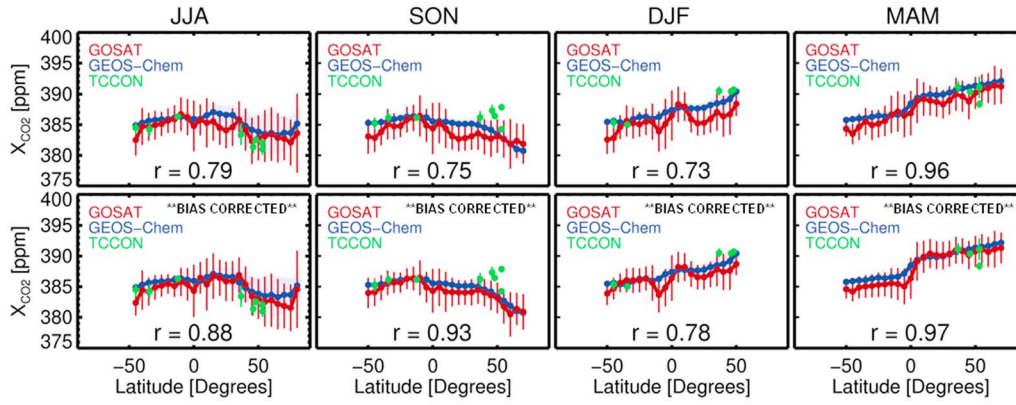 JJA SON DJF MAM
400
395
390
385
380
375
X_CO2 [ppm]
GOSAT
GEOS-Chem
TCCON
r = 0.79
GOSAT
GEOS-Chem
TCCON
r = 0.75
GOSAT
GEOS-Chem
TCCON
r = 0.73
GOSAT
GEOS-Chem
TCCON
r = 0.96
400
395
390
385
380
375
X_CO2 [ppm]
**BIAS CORRECTED**
GOSAT
GEOS-Chem
TCCON
r = 0.88
**BIAS CORRECTED**
GOSAT
GEOS-Chem
TCCON
r = 0.93
**BIAS CORRECTED**
GOSAT
GEOS-Chem
TCCON
r = 0.78
**BIAS CORRECTED**
GOSAT
GEOS-Chem
TCCON
r = 0.97
-50 0 50 -50 0 50 -50 0 50 -50 0 50
Latitude [Degrees] Latitude [Degrees] Latitude [Degrees] Latitude [Degrees]